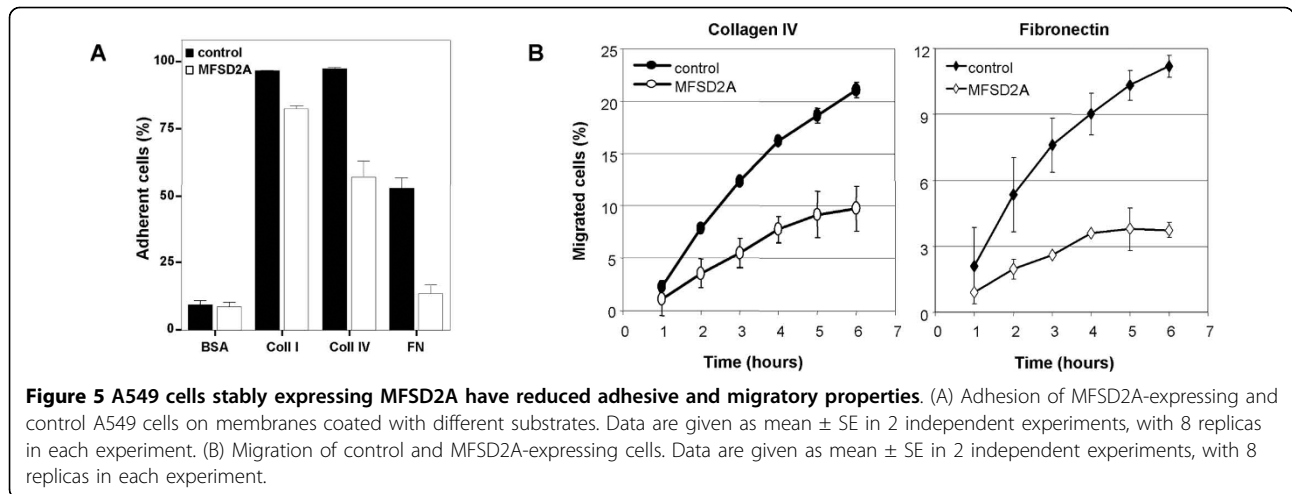 A
control
MFSD2A
Adherent cells (%)
100
75
50
25
0
BSA Coll I Coll IV FN
B
Collagen IV
control
MFSD2A
Migrated cells (%)
25
20
15
10
5
0
0 1 2 3 4 5 6 7
Time (hours)
Fibronectin
control
MFSD2A
12
9
6
3
0
0 1 2 3 4 5 6 7
Time (hours)
Figure 5 A549 cells stably expressing MFSD2A have reduced adhesive and migratory properties. (A) Adhesion of MFSD2A-expressing and
control A549 cells on membranes coated with different substrates. Data are given as mean ± SE in 2 independent experiments, with 8 replicas
in each experiment. (B) Migration of control and MFSD2A-expressing cells. Data are given as mean ± SE in 2 independent experiments, with 8
replicas in each experiment.